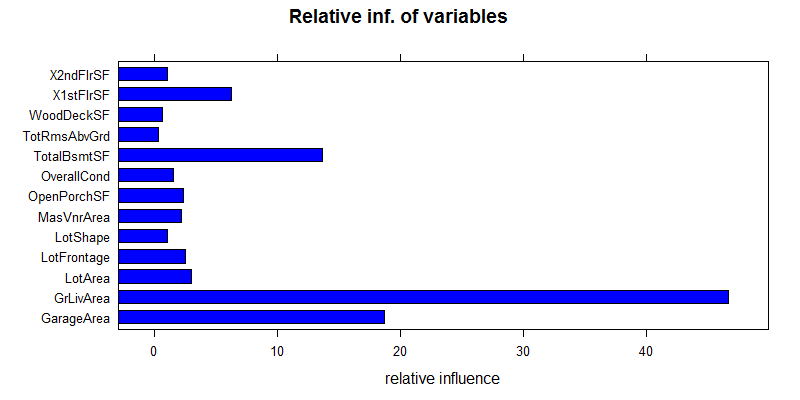 Relative inf. of variables
X2ndFlrSF
X1stFlrSF
WoodDeckSF
TotRmsAbvGrd
TotalBsmtSF
OverallCond
OpenPorchSF
MasVnrArea
LotShape
LotFrontage
LotArea
GrLivArea
GarageArea
0 10 20 30 40
relative influence